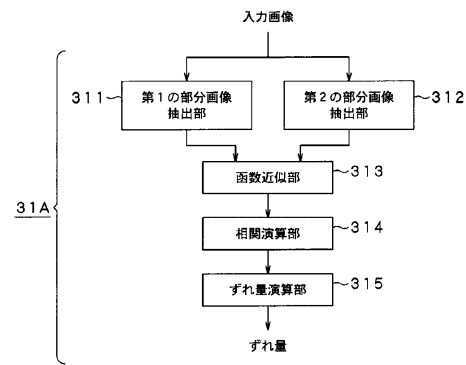 入力画像
311
第1の部分画像
抽出部
第2の部分画像
抽出部
312
函数近似部
313
31A
相関演算部
314
ずれ量演算部
315
ずれ量